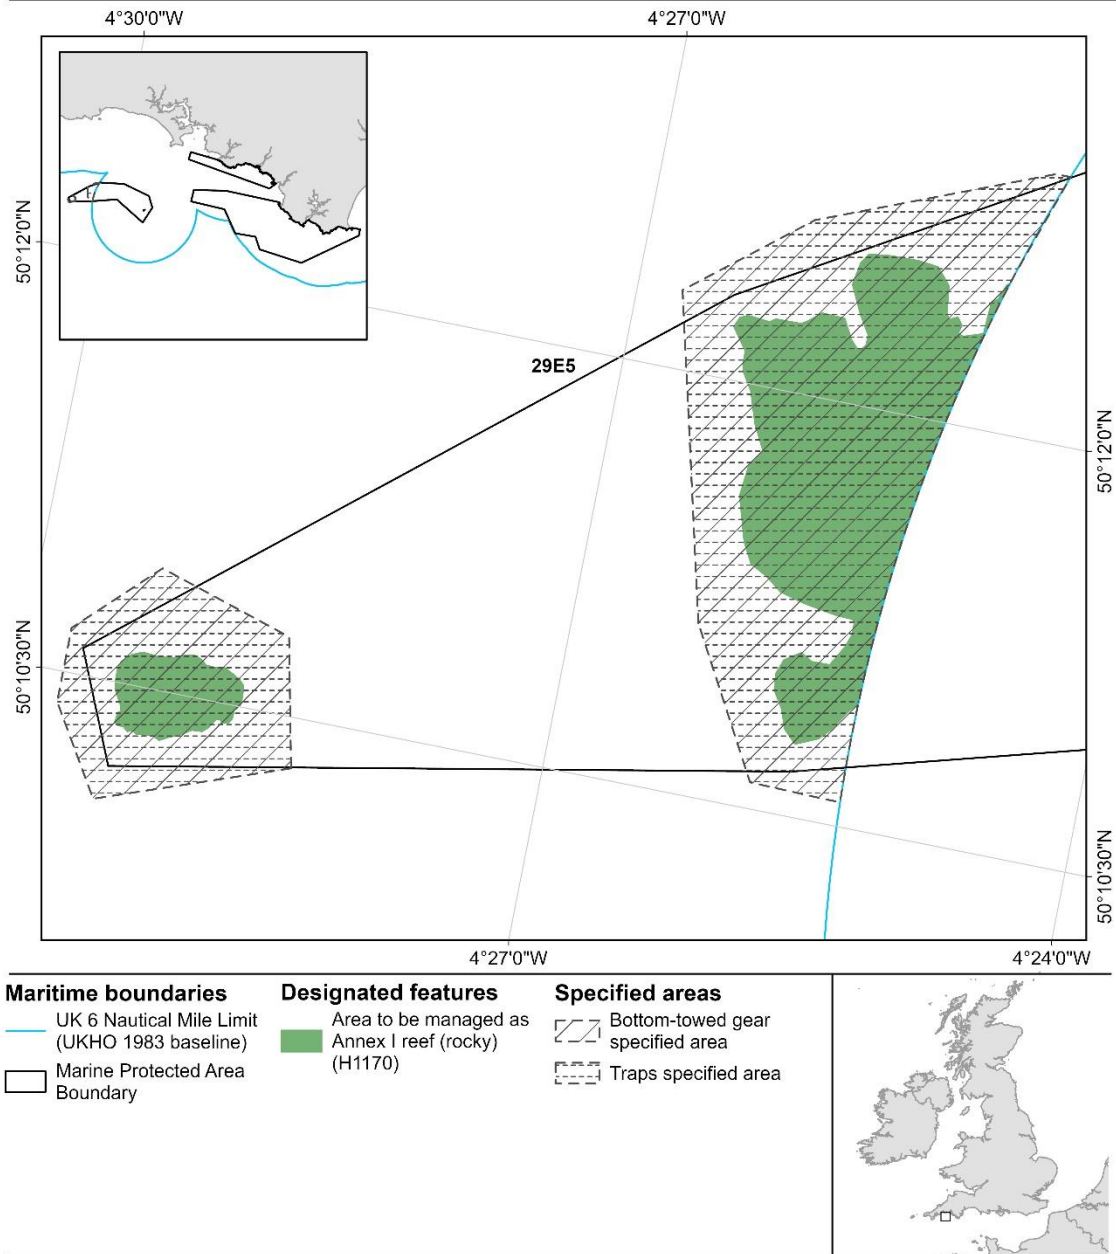 4°30'0"W
4°27'0"W
50°12'0"N
29E5
50°12'0"N
50°10'30"N
50°10'30"N
4°27'0"W
4°24'0"W
Maritime boundaries
UK 6 Nautical Mile Limit
(UKHO 1983 baseline)
Marine Protected Area
Boundary
Designated features
Area to be managed as
Annex I reef (rocky)
(H1170)
Specified areas
Bottom-towed gear
specified area
Traps specified area